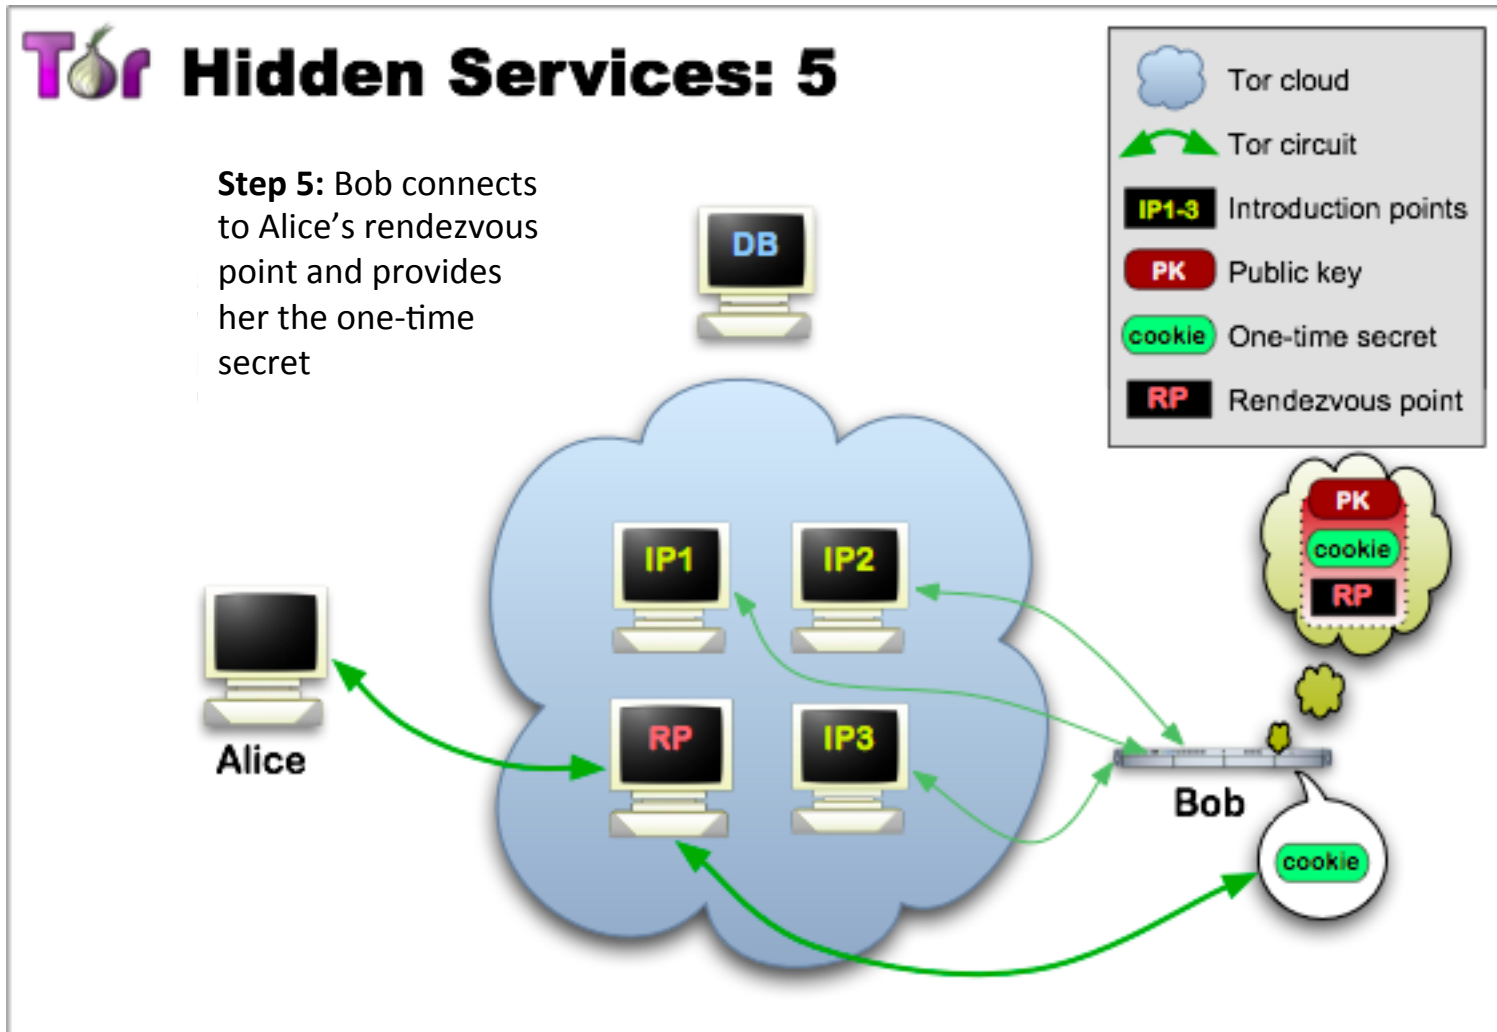 Tor Hidden Services: 5
Step 5: Bob connects
to Alice’s rendezvous
point and provides
her the one-time
secret
Tor cloud
Tor circuit
IP1-3 Introduction points
PK Public key
cookie One-time secret
RP Rendezvous point
DB
PK
cookie
RP
IP1
IP2
RP
IP3
Alice
Bob
cookie